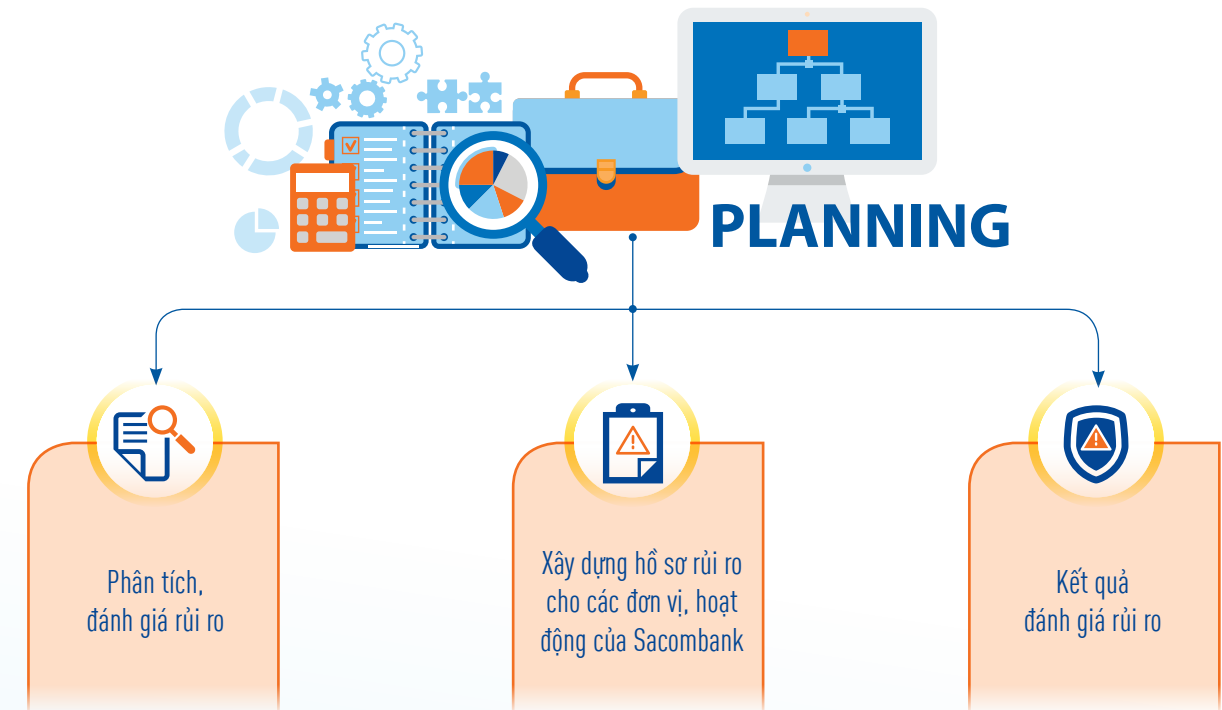 PLANNING
Phân tích,
đánh giá rủi ro
Xây dựng hồ sơ rủi ro
cho các đơn vị, hoạt
động của Sacombank
Kết quả
đánh giá rủi ro